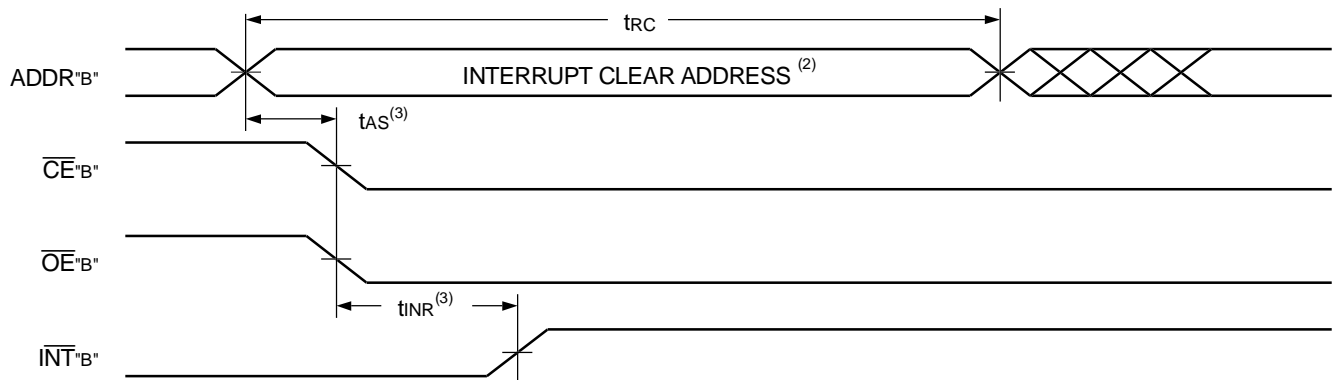 tRC
ADDR"B"
INTERRUPT CLEAR ADDRESS (2)
tAS(3)
CE"B"
OE"B"
tINR(3)
INT"B"